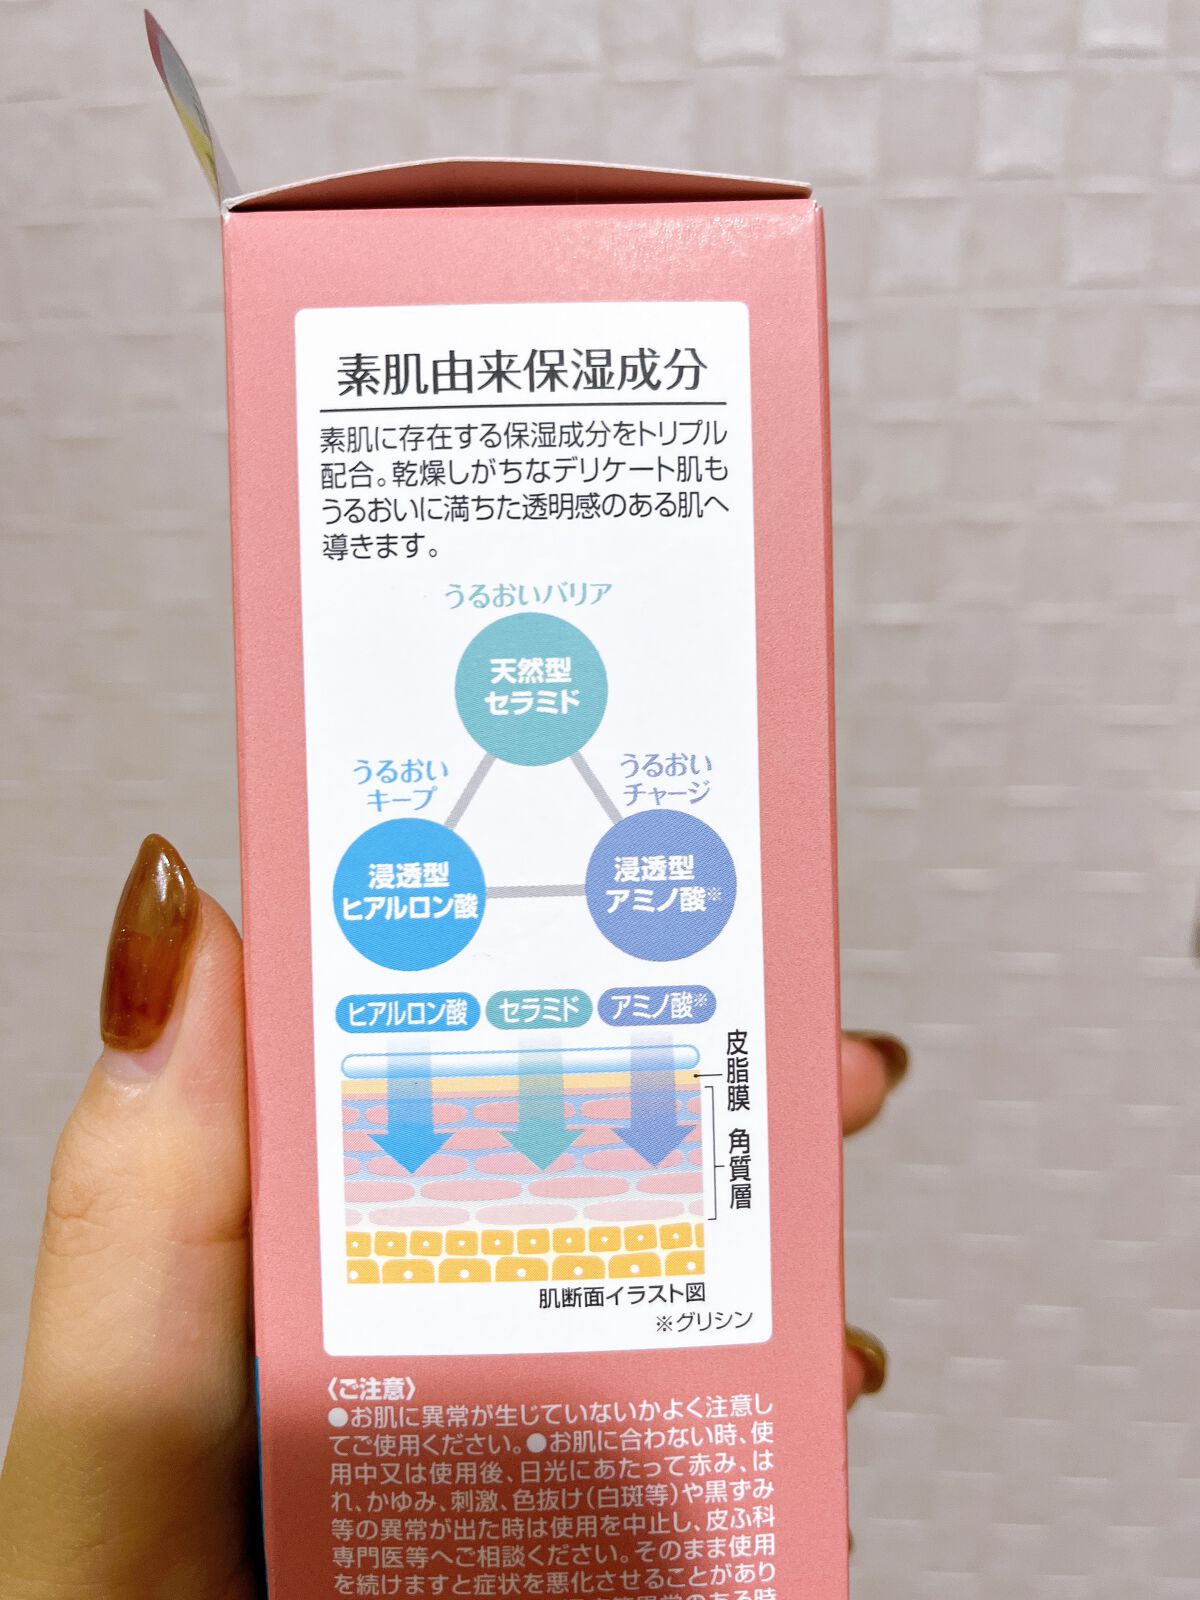 素肌由来保湿成分
素肌に存在する保湿成分をトリプル
配合。乾燥しがちなデリケート肌も
うるおいに満ちた透明感のある肌へ
導きます。
うるおいバリア
天然型
セラミド
うるおい
キープ
浸透型
ヒアルロン酸
うるおい
チャージ
浸透型
アミノ酸※
ヒアルロン酸 セラミド アミノ酸※
皮脂膜
角質層
肌断面イラスト図
※グリシン
〈ご注意〉
●お肌に異常が生じていないかよく注意し
てご使用ください。●お肌に合わない時、使
用中又は使用後、日光にあたって赤み、は
れ、かゆみ、刺激、色抜け(白斑等)や黒ずみ
等の異常が出た時は使用を中止し、皮ふ科
専門医等へご相談ください。そのまま使用
を続けますと症状を悪化させることがあり
異常のある時